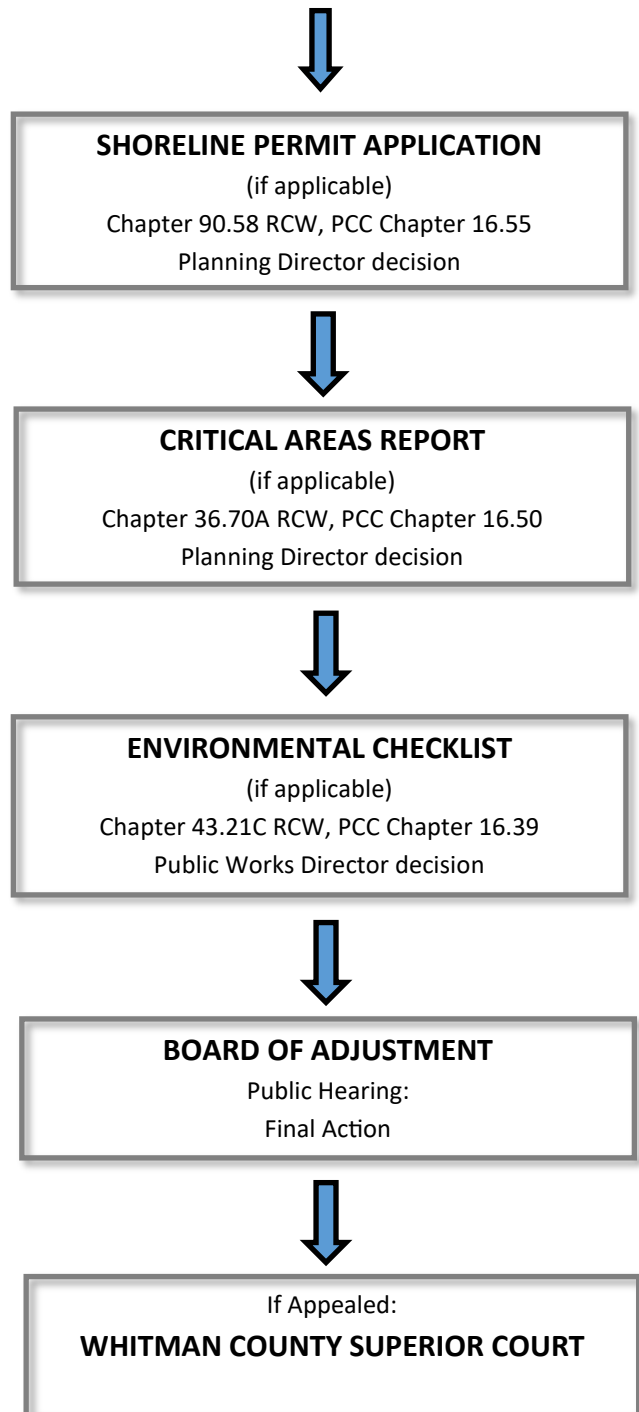 SHORELINE PERMIT APPLICATION
(if applicable)
Chapter 90.58 RCW, PCC Chapter 16.55
Planning Director decision
CRITICAL AREAS REPORT
(if applicable)
Chapter 36.70A RCW, PCC Chapter 16.50
Planning Director decision
ENVIRONMENTAL CHECKLIST
(if applicable)
Chapter 43.21C RCW, PCC Chapter 16.39
Public Works Director decision
BOARD OF ADJUSTMENT
Public Hearing:
Final Action
If Appealed:
WHITMAN COUNTY SUPERIOR COURT